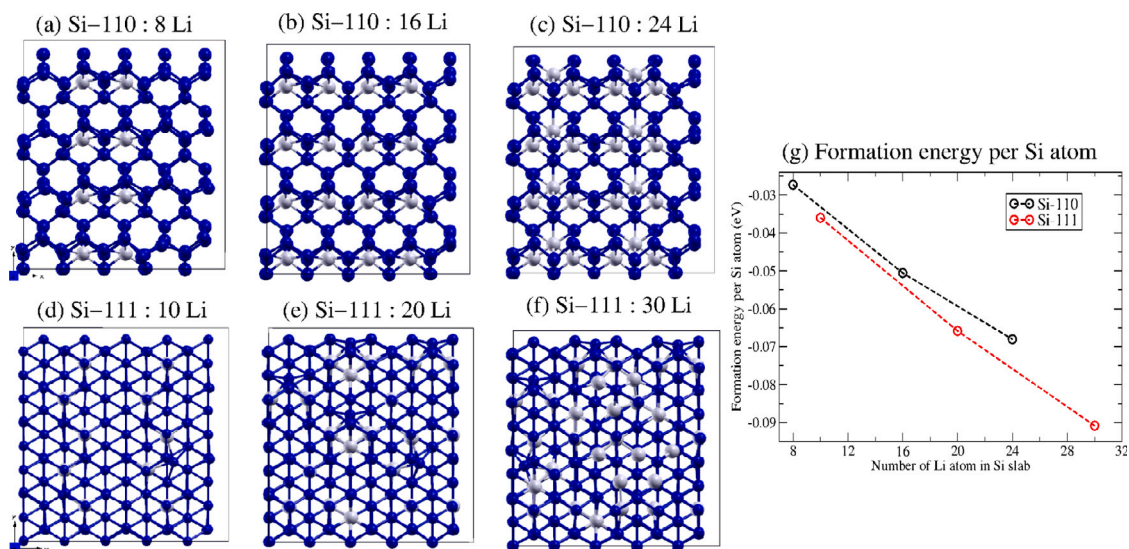 (a) Si−110 : 8 Li
(b) Si−110 : 16 Li
(c) Si−110 : 24 Li
y
x
(d) Si−111 : 10 Li
(e) Si−111 : 20 Li
(f) Si−111 : 30 Li
(g) Formation energy per Si atom
Formation energy per Si atom (eV)
-0.03
-0.04
-0.05
-0.06
-0.07
-0.08
-0.09
Si-110
Si-111
8 12 16 20 24 28 32
Number of Li atom in Si slab